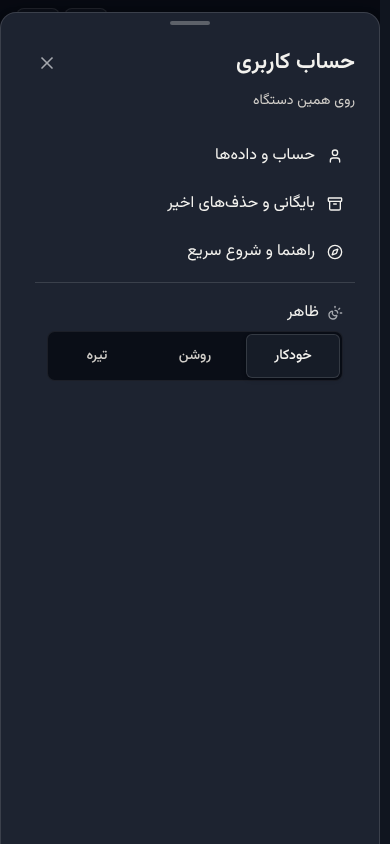 حساب کاربری
روی همین دستگاه
حساب و داده‌ها
بایگانی و حذف‌های اخیر
راهنما و شروع سریع
ظاهر
خودکار
روشن
تیره